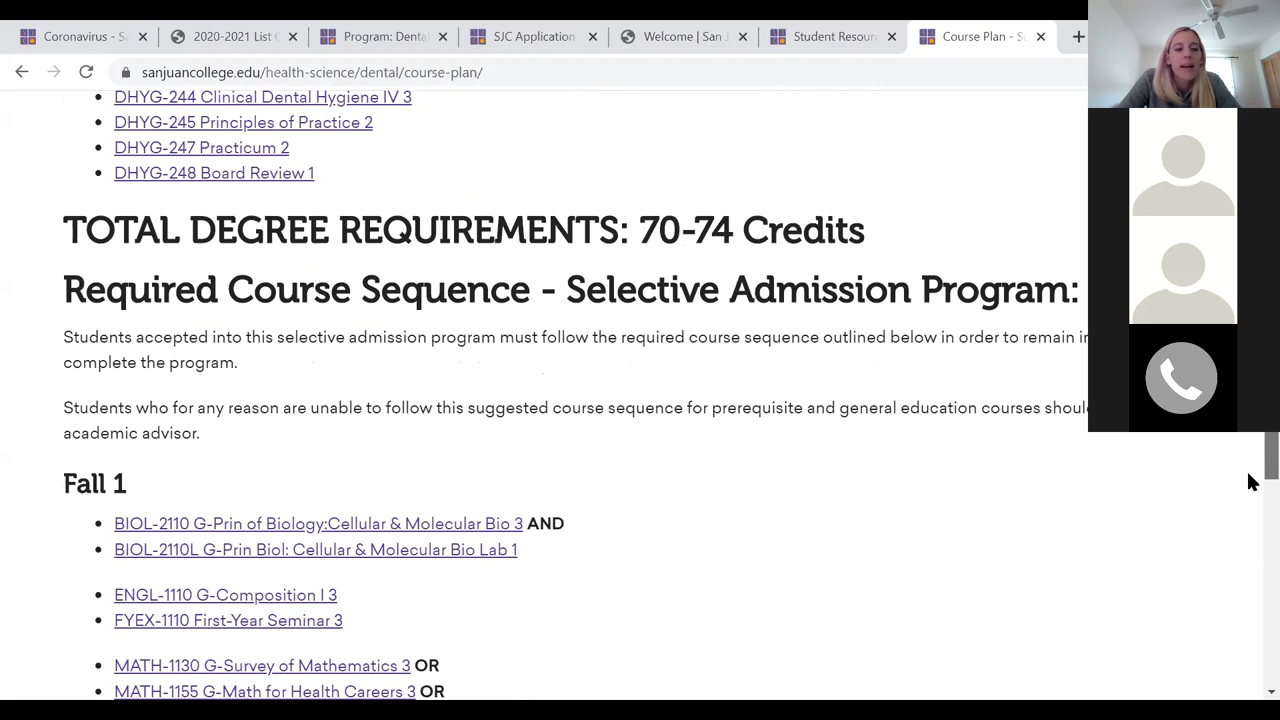 Coronavirus - Sa
2020-2021 List C
Program: Denta
SJC Application
Welcome | San J
Student Resour
Course Plan - S
sanjuancollege.edu/health-science/dental/course-plan/
DHYG-244 Clinical Dental Hygiene IV 3
DHYG-245 Principles of Practice 2
DHYG-247 Practicum 2
DHYG-248 Board Review 1
TOTAL DEGREE REQUIREMENTS: 70-74 Credits
Required Course Sequence - Selective Admission Program:
Students accepted into this selective admission program must follow the required course sequence outlined below in order to remain in
complete the program.
Students who for any reason are unable to follow this suggested course sequence for prerequisite and general education courses shoul
academic advisor.
Fall 1
BIOL-2110 G-Prin of Biology:Cellular & Molecular Bio 3 AND
BIOL-2110L G-Prin Biol: Cellular & Molecular Bio Lab 1
ENGL-1110 G-Composition I 3
FYEX-1110 First-Year Seminar 3
MATH-1130 G-Survey of Mathematics 3 OR
MATH-1155 G-Math for Health Careers 3 OR